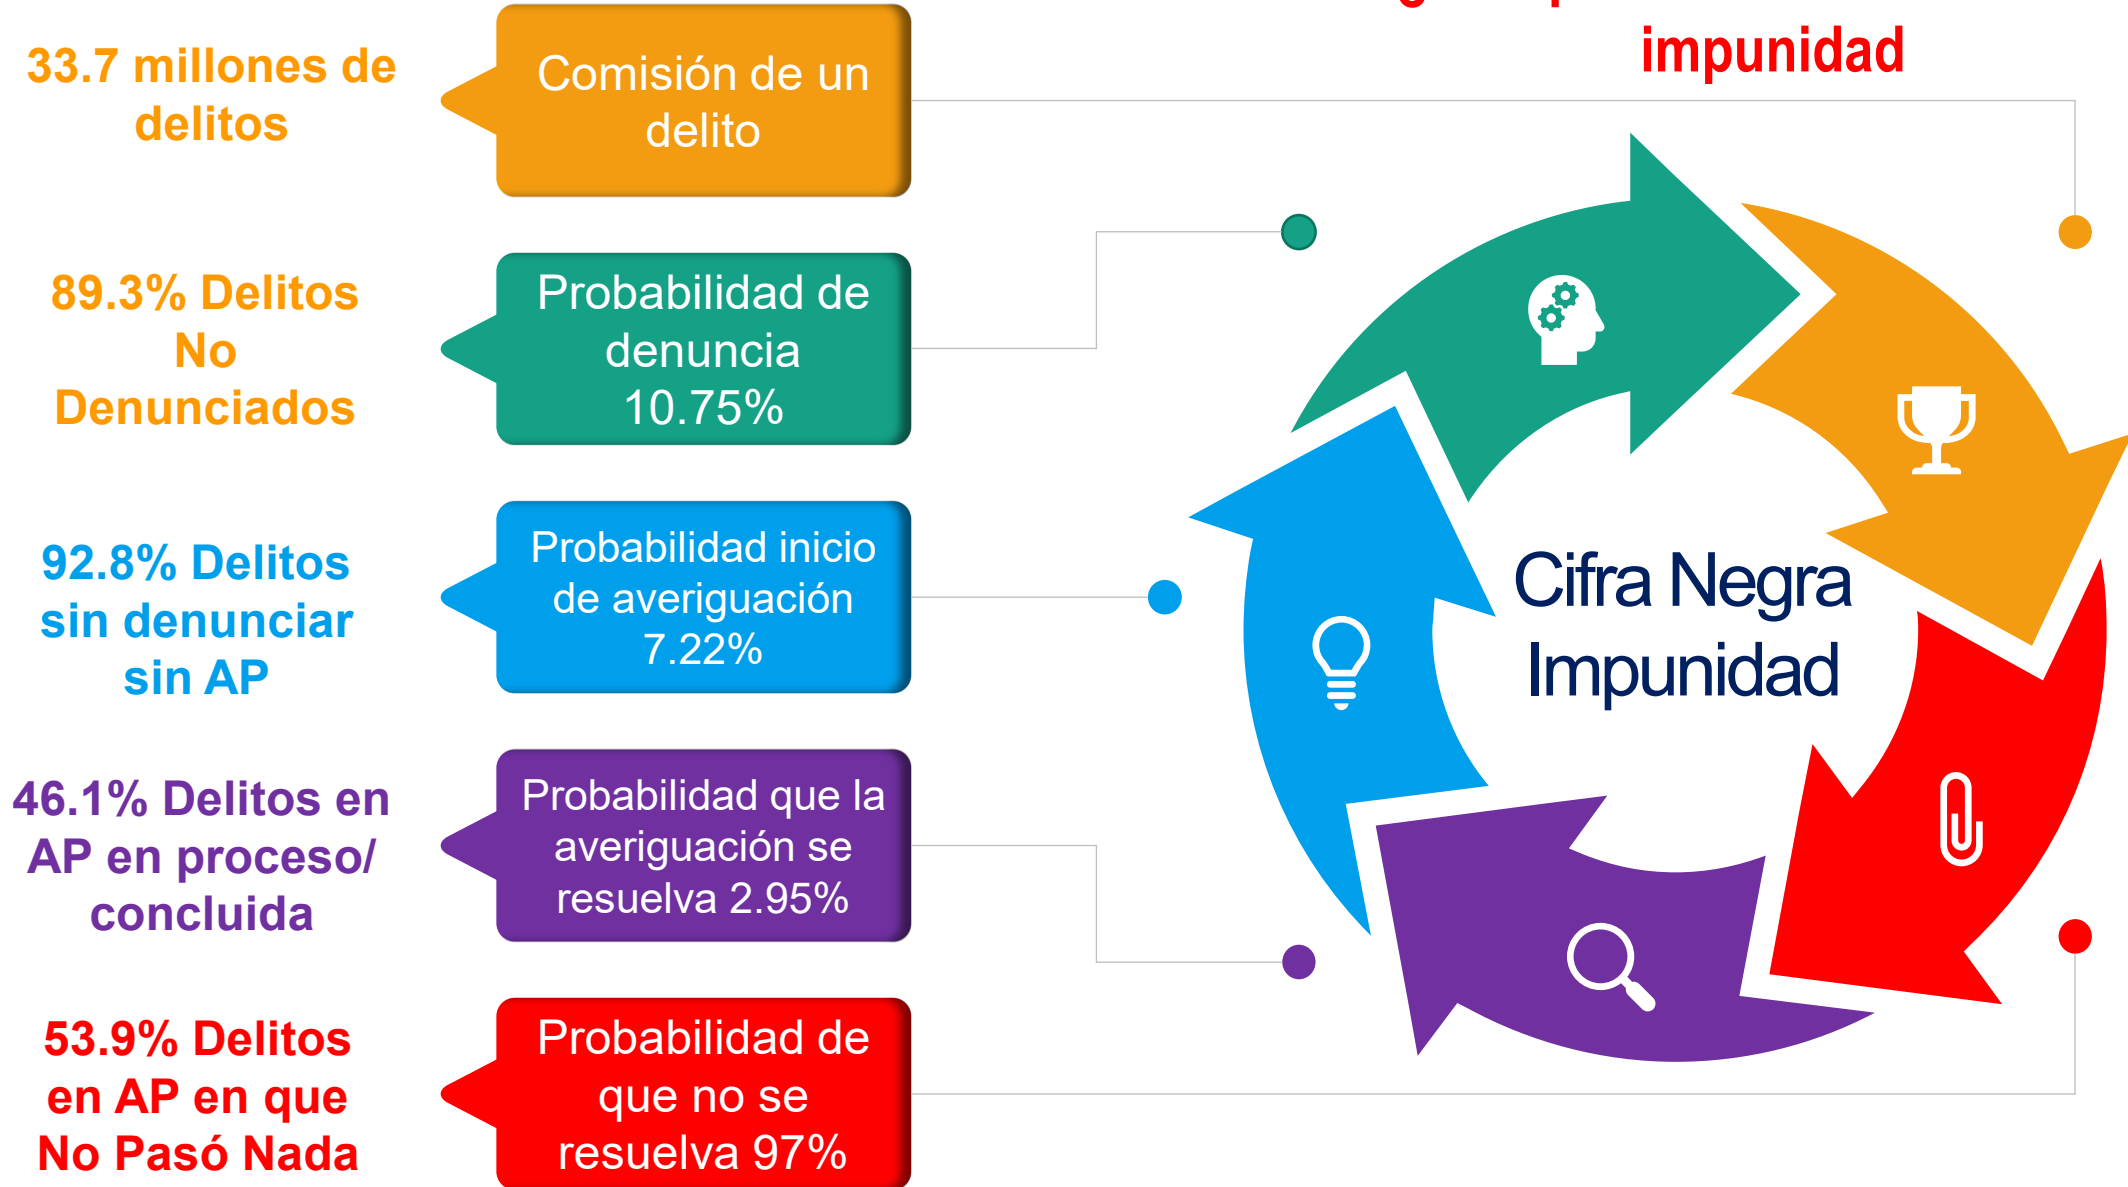 impunidad
33.7 millones de
delitos
Comisión de un
delito
89.3% Delitos
No
Denunciados
Probabilidad de
denuncia
10.75%
92.8% Delitos
sin denunciar
sin AP
Probabilidad inicio
de averiguación
7.22%
46.1% Delitos en
AP en proceso/
concluida
Probabilidad que la
averiguación se
resuelva 2.95%
53.9% Delitos
en AP en que
No Pasó Nada
Probabilidad de
que no se
resuelva 97%
Cifra Negra
Impunidad